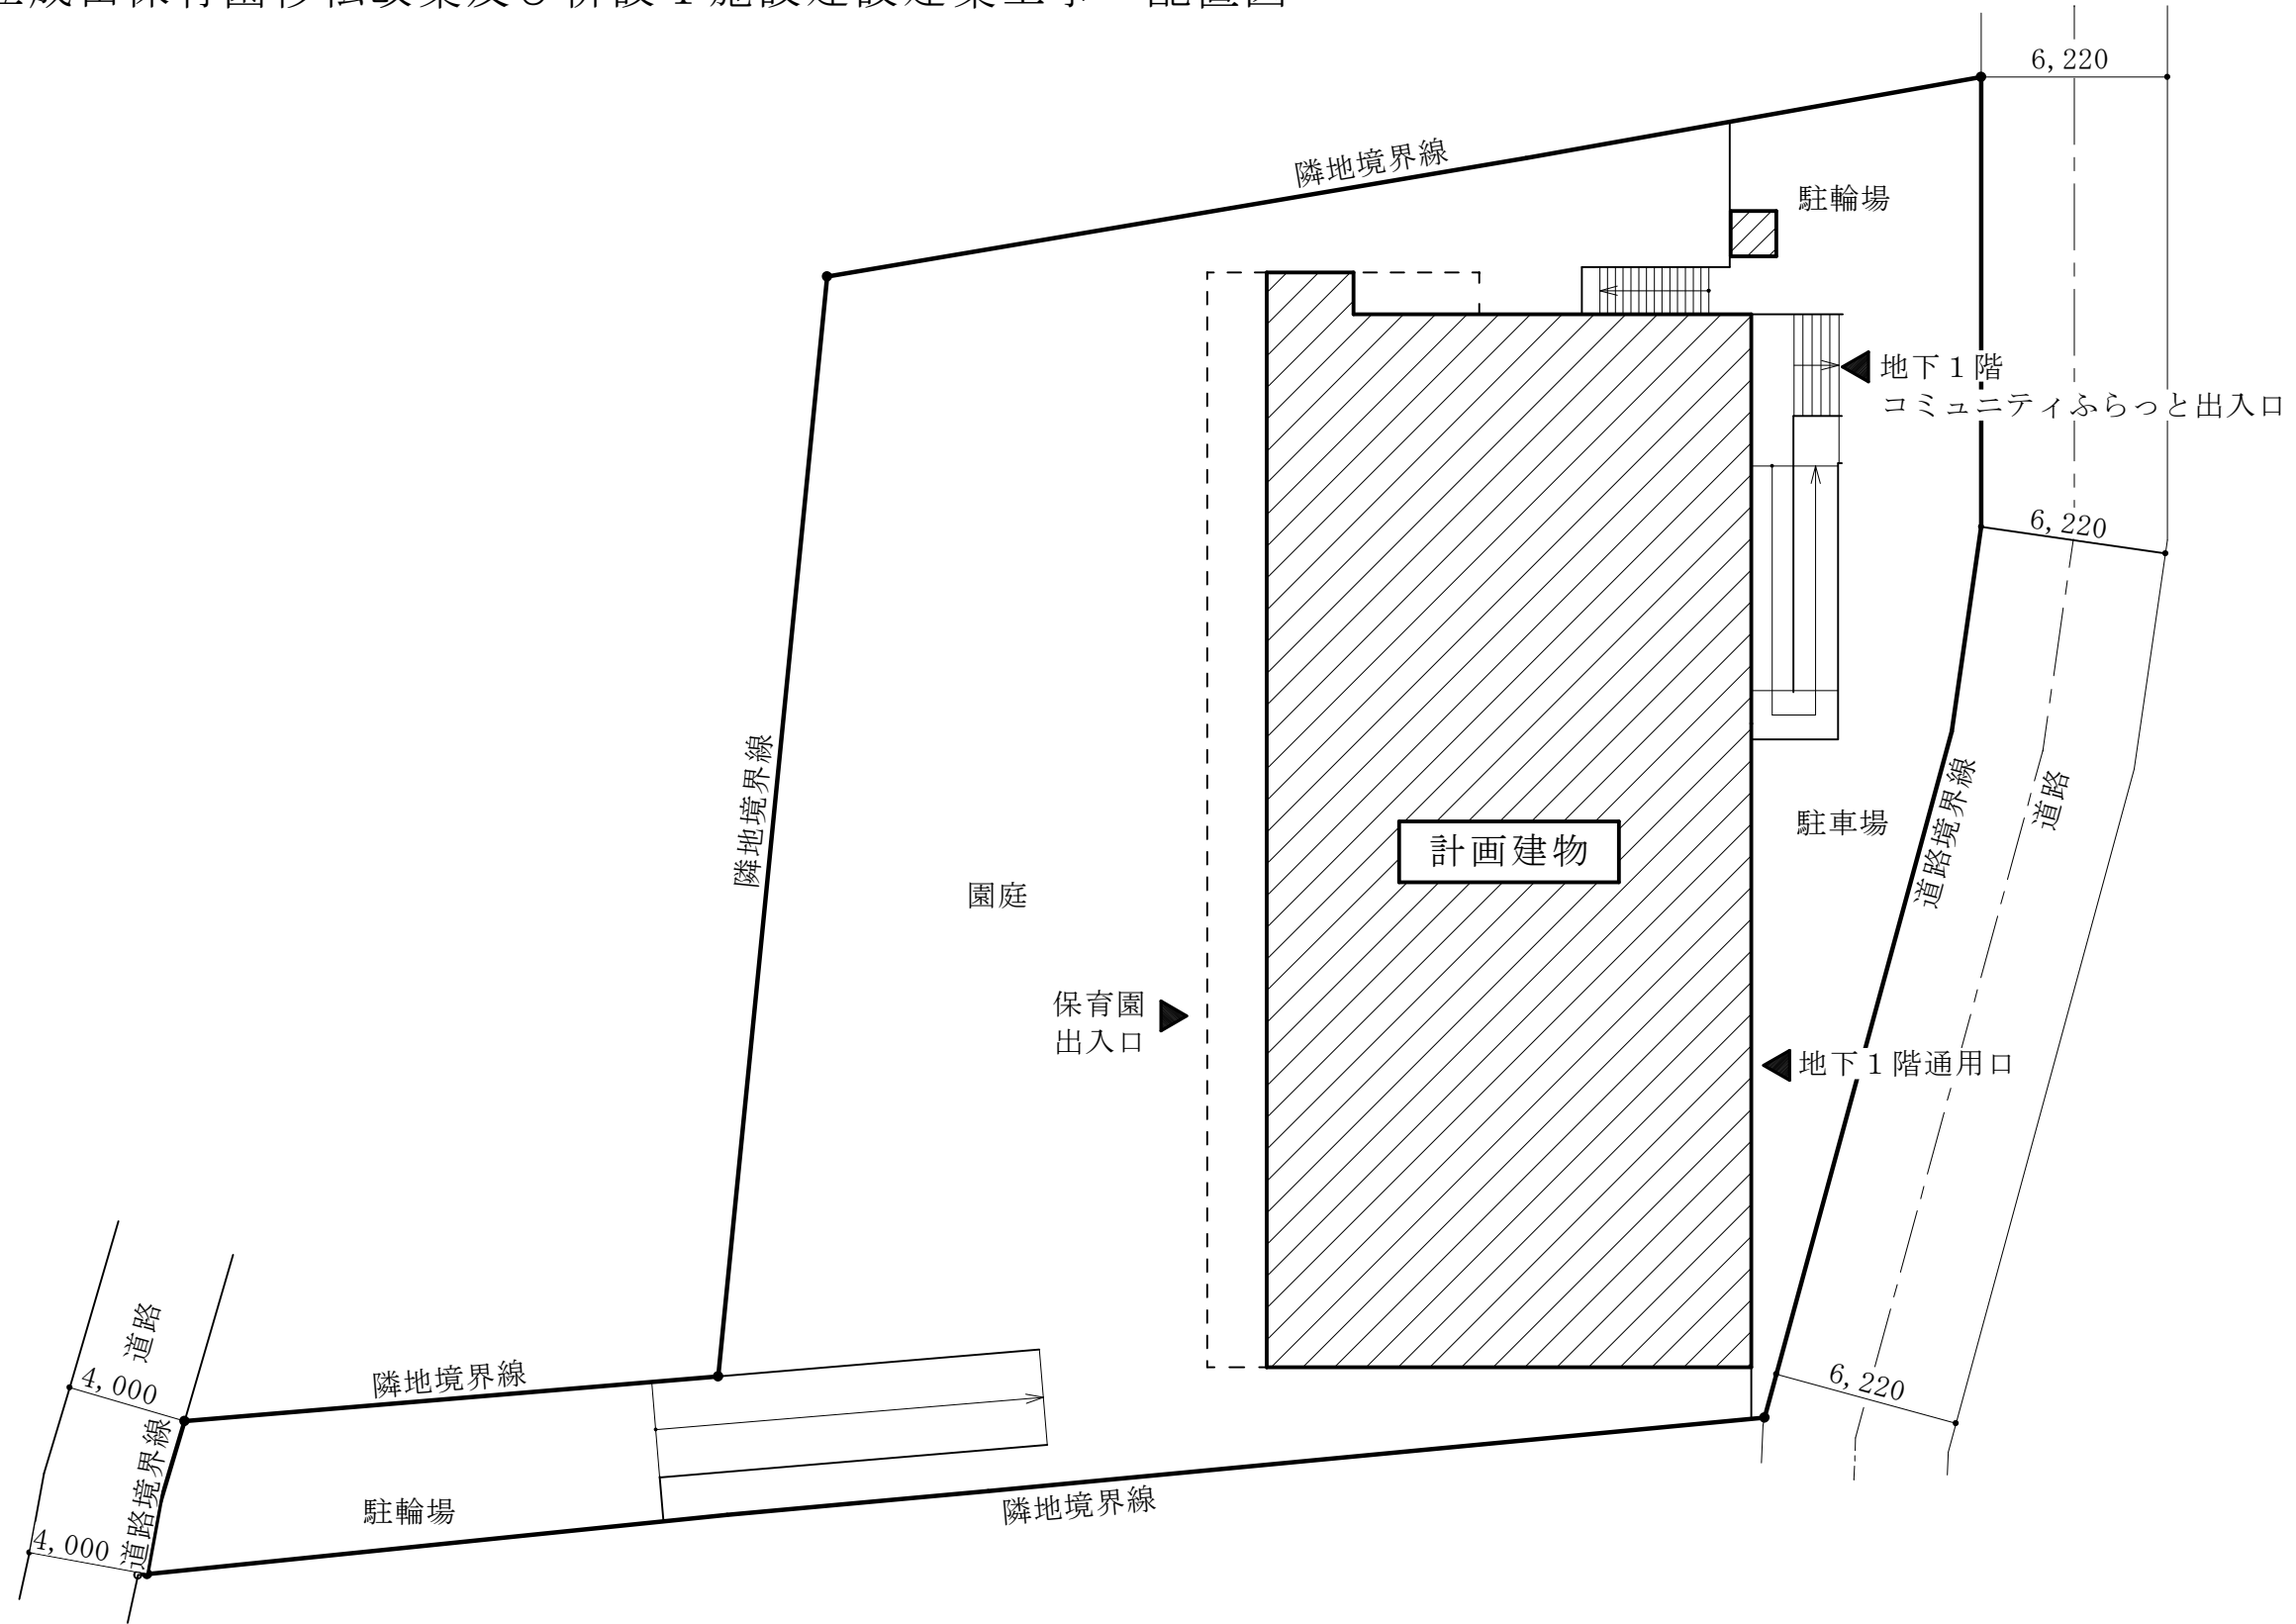 6,220
隣地境界線
駐輪場
地下１階
コミュニティふらっと出入口
6,220
隣地境界線
道路境界線
道路
駐車場
計画建物
園庭
保育園
出入口
地下１階通用口
道路
4,000
隣地境界線
6,220
道路境界線
駐輪場
隣地境界線
4,000